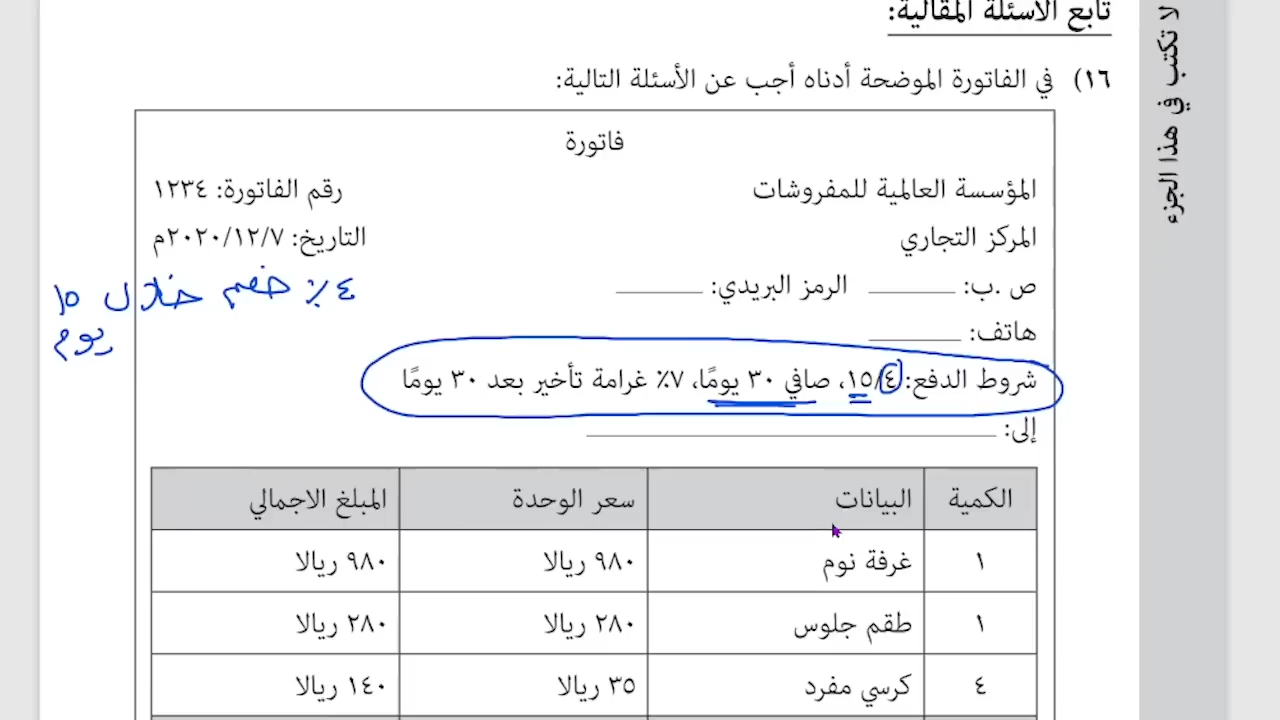 تابع الأسئلة المقالية:
١٦) في الفاتورة الموضحة أدناه أجب عن الأسئلة التالية:
فاتورة
المؤسسة العالمية للمفروشات رقم الفاتورة: ١٢٣٤
المركز التجاري التاريخ: ٢٠٢٠/١٢/٧م
ص .ب: ______ الرمز البريدي: ______
٤٪ خصم خلال ١٥
يوم
هاتف: ______
شروط الدفع: ١٥/٤، صافي ٣٠ يومًا، ٧٪ غرامة تأخير بعد ٣٠ يومًا
إلى: ______
الكمية البيانات سعر الوحدة المبلغ الاجمالي
١ غرفة نوم ٩٨٠ ريالا ٩٨٠ ريالا
١ طقم جلوس ٢٨٠ ريالا ٢٨٠ ريالا
٤ كرسي مفرد ٣٥ ريالا ١٤٠ ريالا
لا تكتب في هذا الجزء